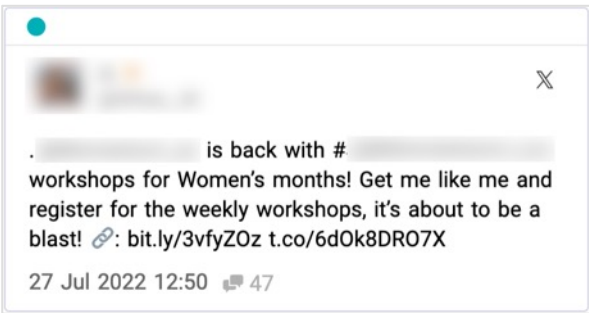 . is back with #
workshops for Women's months! Get me like me and
register for the weekly workshops, it's about to be a
blast! 🔗: bit.ly/3vfyZOz t.co/6dOk8DRO7X
27 Jul 2022 12:50 47